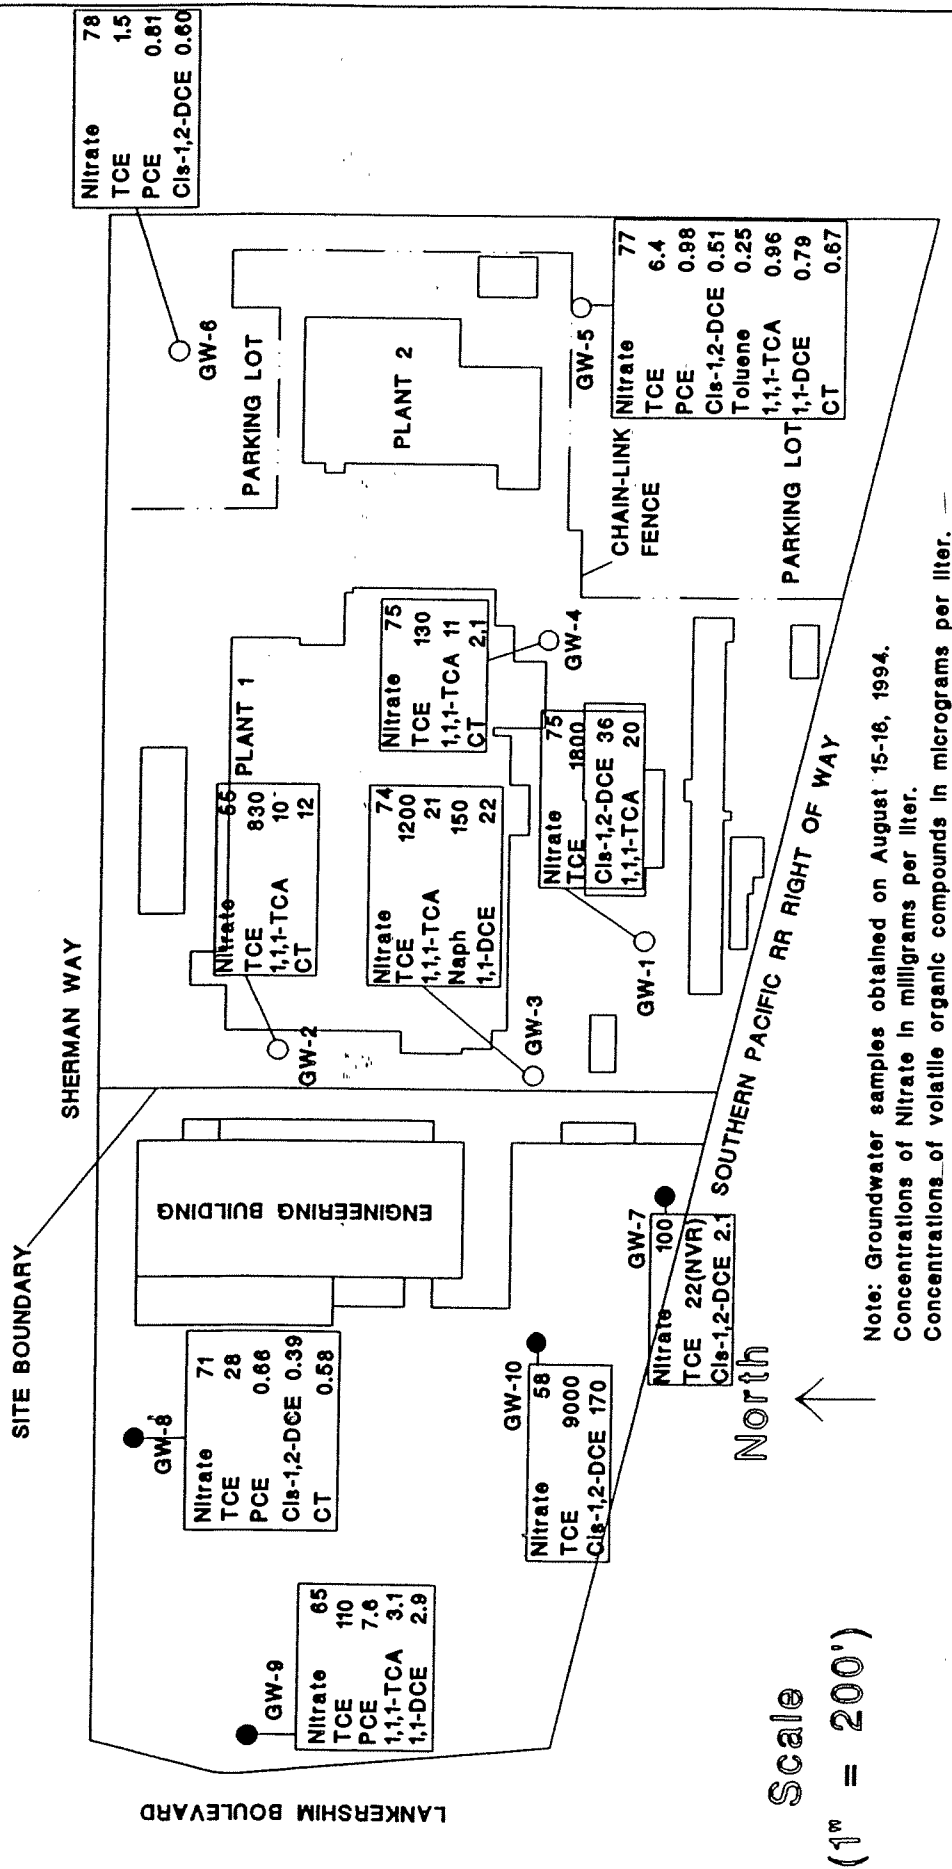 SHERMAN WAY
SITE BOUNDARY
LANKERSHIM BOULEVARD
GW-9
Nitrate 65
TCE 110
PCE 7.6
1,1,1-TCA 3.1
1,1-DCE 2.9
GW-8
Nitrate 71
TCE 28
PCE 0.66
Cis-1,2-DCE 0.39
CT 0.58
ENGINEERING BUILDING
GW-10
Nitrate 58
TCE 9000
Cis-1,2-DCE 170
GW-7
Nitrate 100
TCE 22(NVR)
Cis-1,2-DCE 2.1
GW-2
Nitrate 55
TCE 830
1,1,1-TCA 10
CT 12
PLANT 1
GW-3
Nitrate 74
TCE 1200
1,1,1-TCA 21
Naph 150
1,1-DCE 22
GW-4
Nitrate 75
TCE 130
1,1,1-TCA 11
CT 2.1
GW-1
Nitrate 75
TCE 1800
Cis-1,2-DCE 36
1,1,1-TCA 20
SOUTHERN PACIFIC RR RIGHT OF WAY
GW-6
Nitrate 78
TCE 1.5
PCE 0.81
Cis-1,2-DCE 0.60
PARKING LOT
PLANT 2
CHAIN-LINK
FENCE
GW-5
Nitrate 77
TCE 6.4
PCE 0.98
Cis-1,2-DCE 0.51
Toluene 0.25
1,1,1-TCA 0.96
1,1-DCE 0.79
CT 0.67
PARKING LOT
North
Scale
(1" = 200')
Note: Groundwater samples obtained on August 15-16, 1994.
Concentrations of Nitrate in milligrams per liter.
Concentrations of volatile organic compounds in micrograms per liter.